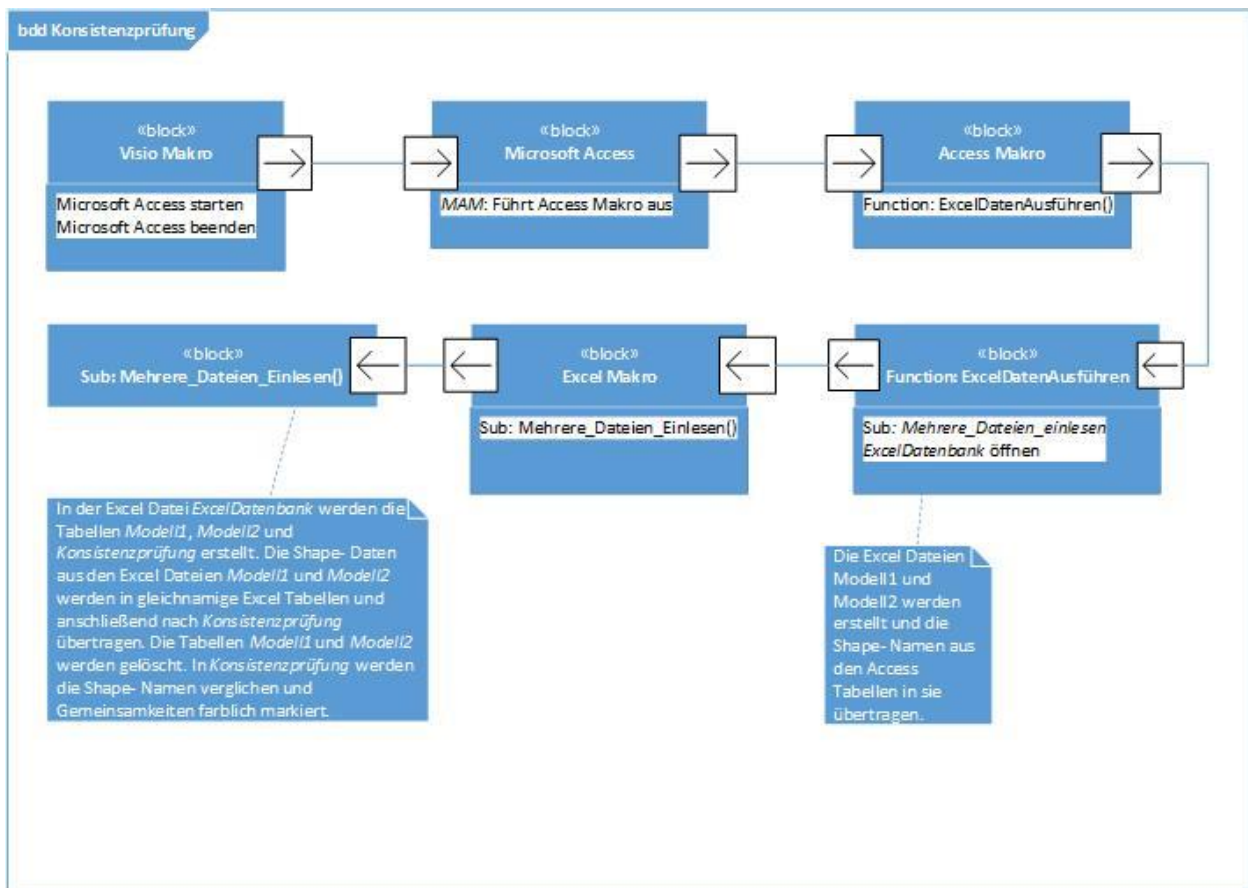 bdd Konsistenzprüfung
«block»
Visio Makro
Microsoft Access starten
Microsoft Access beenden
«block»
Microsoft Access
MAM: Führt Access Makro aus
«block»
Access Makro
Function: ExcelDatenAusführen()
«block»
Sub: Mehrere_Dateien_Einlesen()
«block»
Excel Makro
Sub: Mehrere_Dateien_Einlesen()
«block»
Function: ExcelDatenAusführen
Sub: Mehrere_Dateien_einlesen
ExcelDatenbank öffnen
In der Excel Datei ExcelDatenbank werden die
Tabellen Modell1, Modell2 und
Konsistenzprüfung erstellt. Die Shape- Daten
aus den Excel Dateien Modell1 und Modell2
werden in gleichnamige Excel Tabellen und
anschließend nach Konsistenzprüfung
übertragen. Die Tabellen Modell1 und Modell2
werden gelöscht. In Konsistenzprüfung werden
die Shape- Namen verglichen und
Gemeinsamkeiten farblich markiert.
Die Excel Dateien
Modell1 und
Modell2 werden
erstellt und die
Shape- Namen aus
den Access
Tabellen in sie
übertragen.